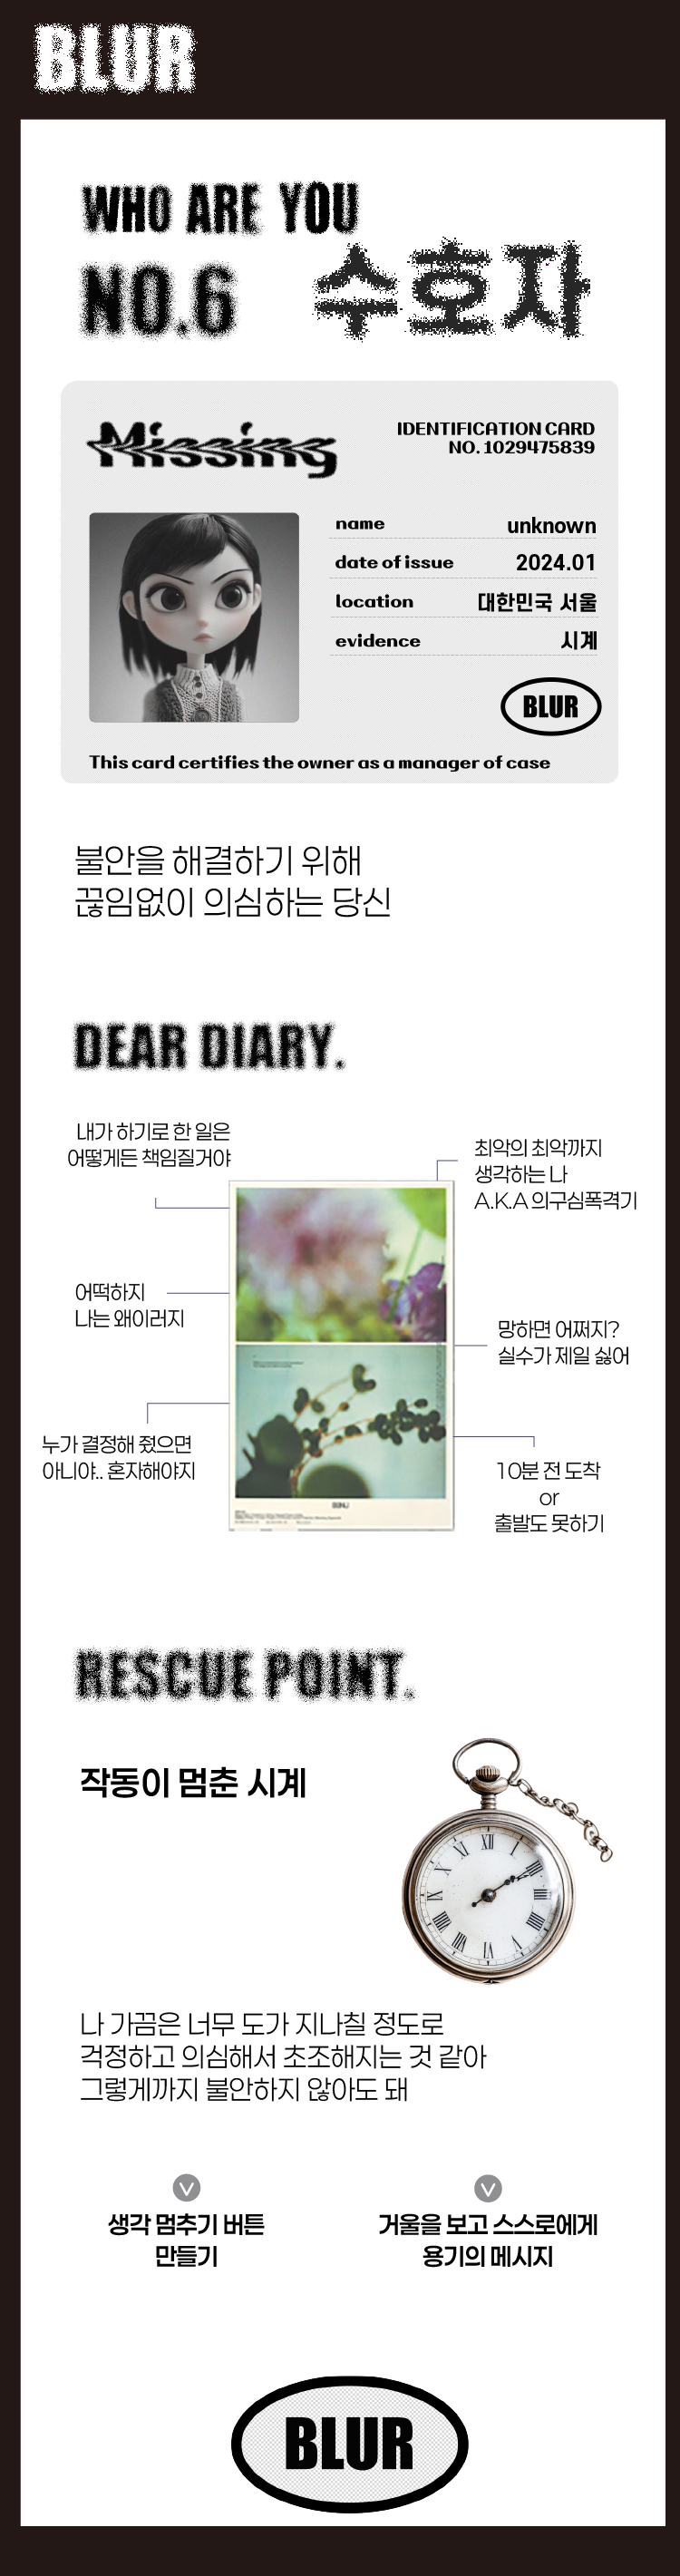 BLUR
WHO ARE YOU
NO.6 수호자
Missing
IDENTIFICATION CARD
NO. 1029475839
name unknown
date of issue 2024.01
location 대한민국 서울
evidence 시계
BLUR
This card certifies the owner as a manager of case
불안을 해결하기 위해
끊임없이 의심하는 당신
DEAR DIARY.
내가 하기로 한 일은
어떻게든 책임질거야
최악의 최악까지
생각하는 나
A.K.A 의구심폭격기
어떡하지
나는 왜이러지
망하면 어쩌지?
실수가 제일 싫어
누가 결정해 줬으면
아니야.. 혼자해야지
10분 전 도착
or
출발도 못하기
RESCUE POINT.
작동이 멈춘 시계
XII
I
II
III
IIII
V
VI
VII
VIII
IX
X
XI
나 가끔은 너무 도가 지나칠 정도로
걱정하고 의심해서 초조해지는 것 같아
그렇게까지 불안하지 않아도 돼
생각 멈추기 버튼
만들기
거울을 보고 스스로에게
용기의 메시지
BLUR